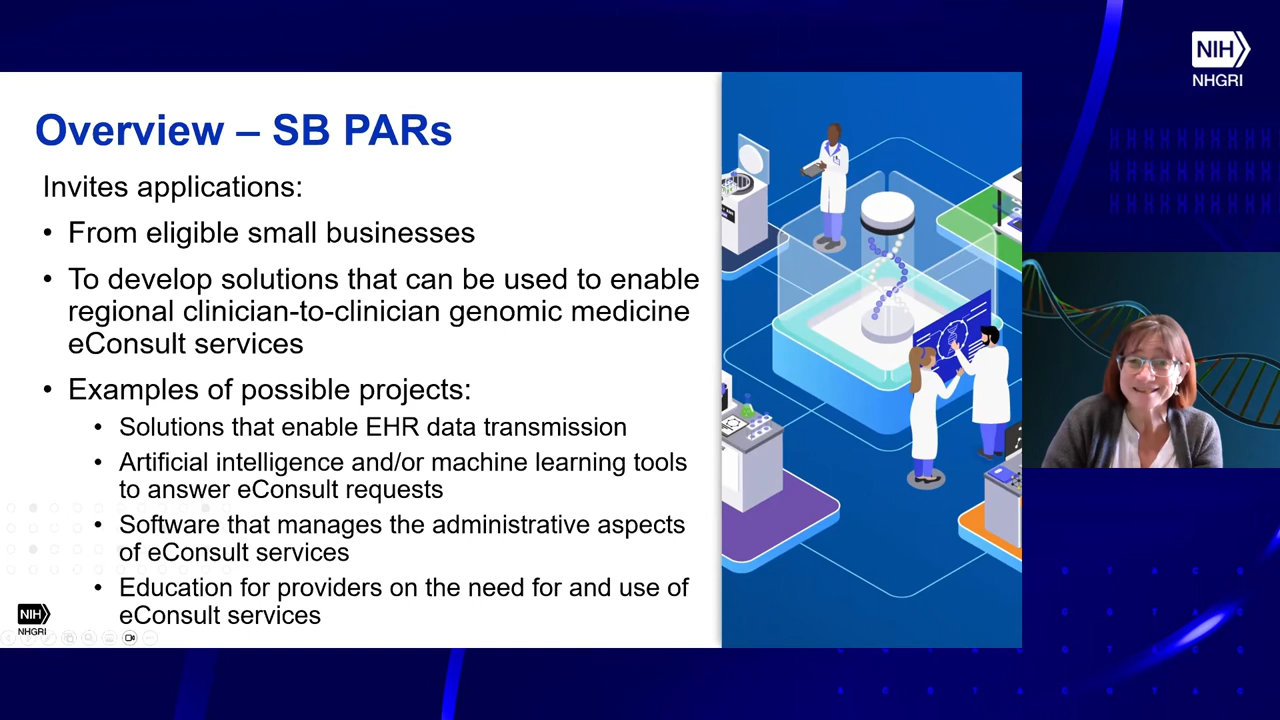 NIH
NHGRI
Overview – SB PARs
Invites applications:
• From eligible small businesses
• To develop solutions that can be used to enable
regional clinician-to-clinician genomic medicine
eConsult services
• Examples of possible projects:
• Solutions that enable EHR data transmission
• Artificial intelligence and/or machine learning tools
to answer eConsult requests
• Software that manages the administrative aspects
of eConsult services
• Education for providers on the need for and use of
eConsult services
NIH
NHGRI